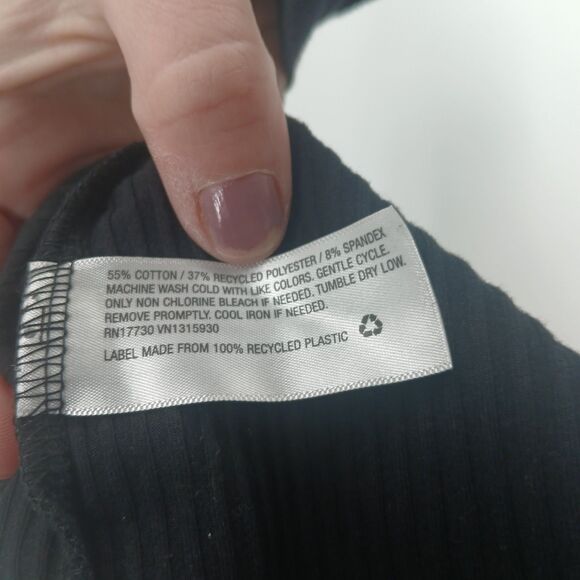 55% COTTON / 37% RECYCLED POLYESTER / 8% SPANDEX
MACHINE WASH COLD WITH LIKE COLORS. GENTLE CYCLE.
ONLY NON CHLORINE BLEACH IF NEEDED. TUMBLE DRY LOW.
REMOVE PROMPTLY. COOL IRON IF NEEDED.
RN17730 VN1315930
LABEL MADE FROM 100% RECYCLED PLASTIC